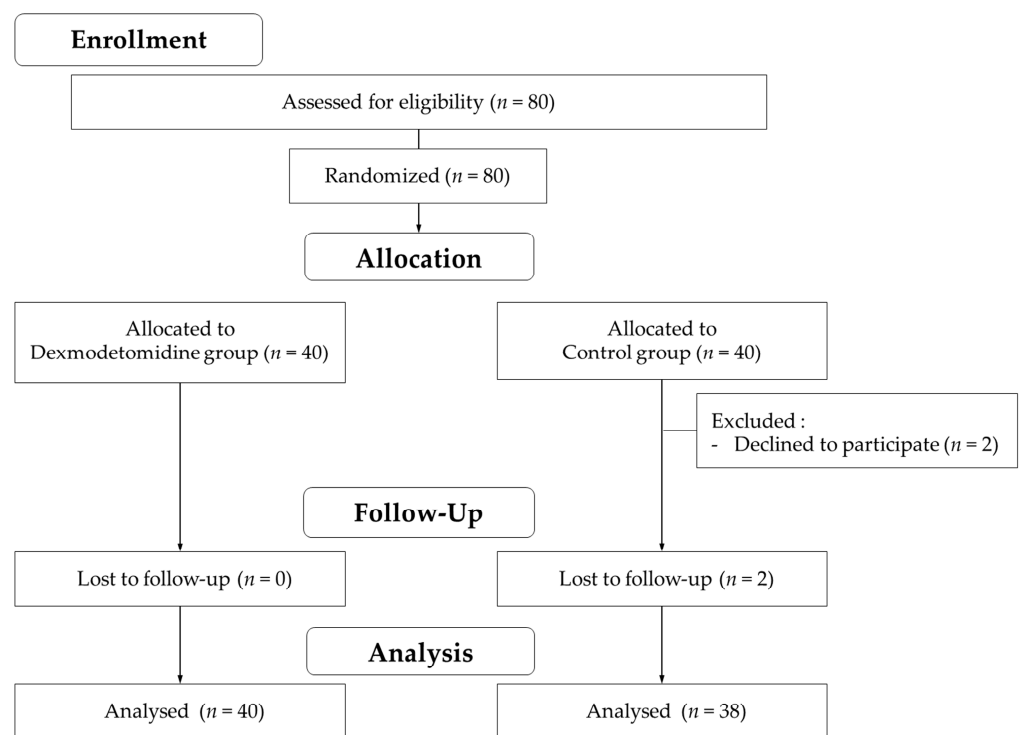 Enrollment
Assessed for eligibility (n = 80)
Randomized (n = 80)
Allocation
Allocated to
Dexmodetomidine group (n = 40)
Allocated to
Control group (n = 40)
Excluded :
- Declined to participate (n = 2)
Follow-Up
Lost to follow-up (n = 0)
Lost to follow-up (n = 2)
Analysis
Analysed (n = 40)
Analysed (n = 38)